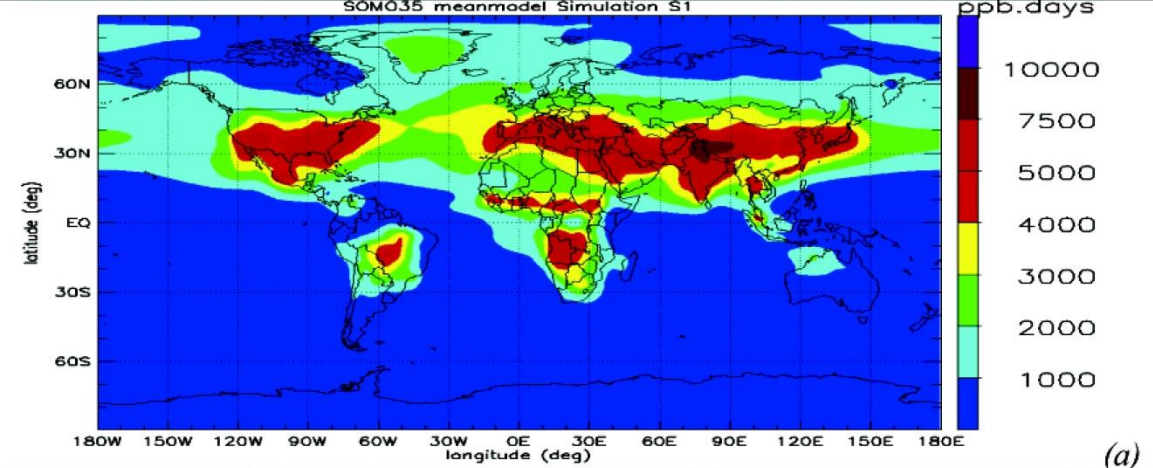 SOMO35 meanmodel Simulation S1
ppb.days
10000
7500
5000
4000
3000
2000
1000
60N
30N
EQ
30S
60S
latitude (deg)
180W 150W 120W 90W 60W 30W 0E 30E 60E 90E 120E 150E 180E
longitude (deg)
(a)